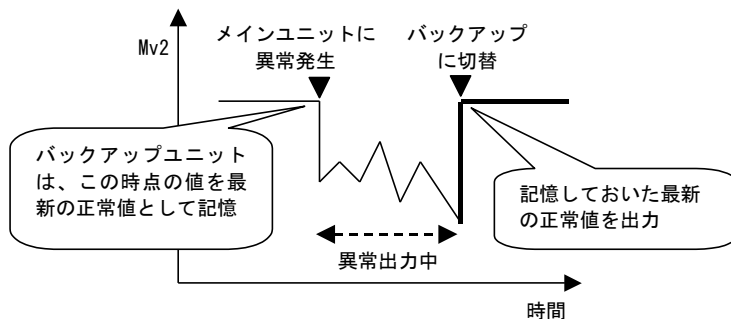 メインユニットに
異常発生
バックアップ
に切替
Mv2
バックアップユニット
は、この時点の値を最
新の正常値として記憶
記憶しておいた最新
の正常値を出力
異常出力中
時間